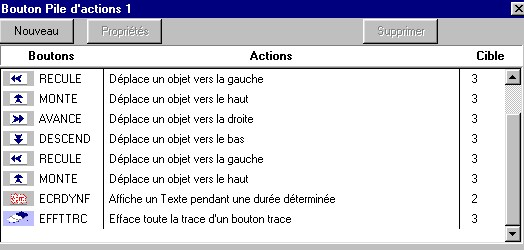 Bouton Pile d'actions 1
Nouveau Propriétés Supprimer
Boutons Actions Cible
RECULE Déplace un objet vers la gauche 3
MONTE Déplace un objet vers le haut 3
AVANCE Déplace un objet vers la droite 3
DESCEND Déplace un objet vers le bas 3
RECULE Déplace un objet vers la gauche 3
MONTE Déplace un objet vers le haut 3
ECRDYNF Affiche un Texte pendant une durée déterminée 2
EFFTTRC Efface toute la trace d'un bouton trace 3